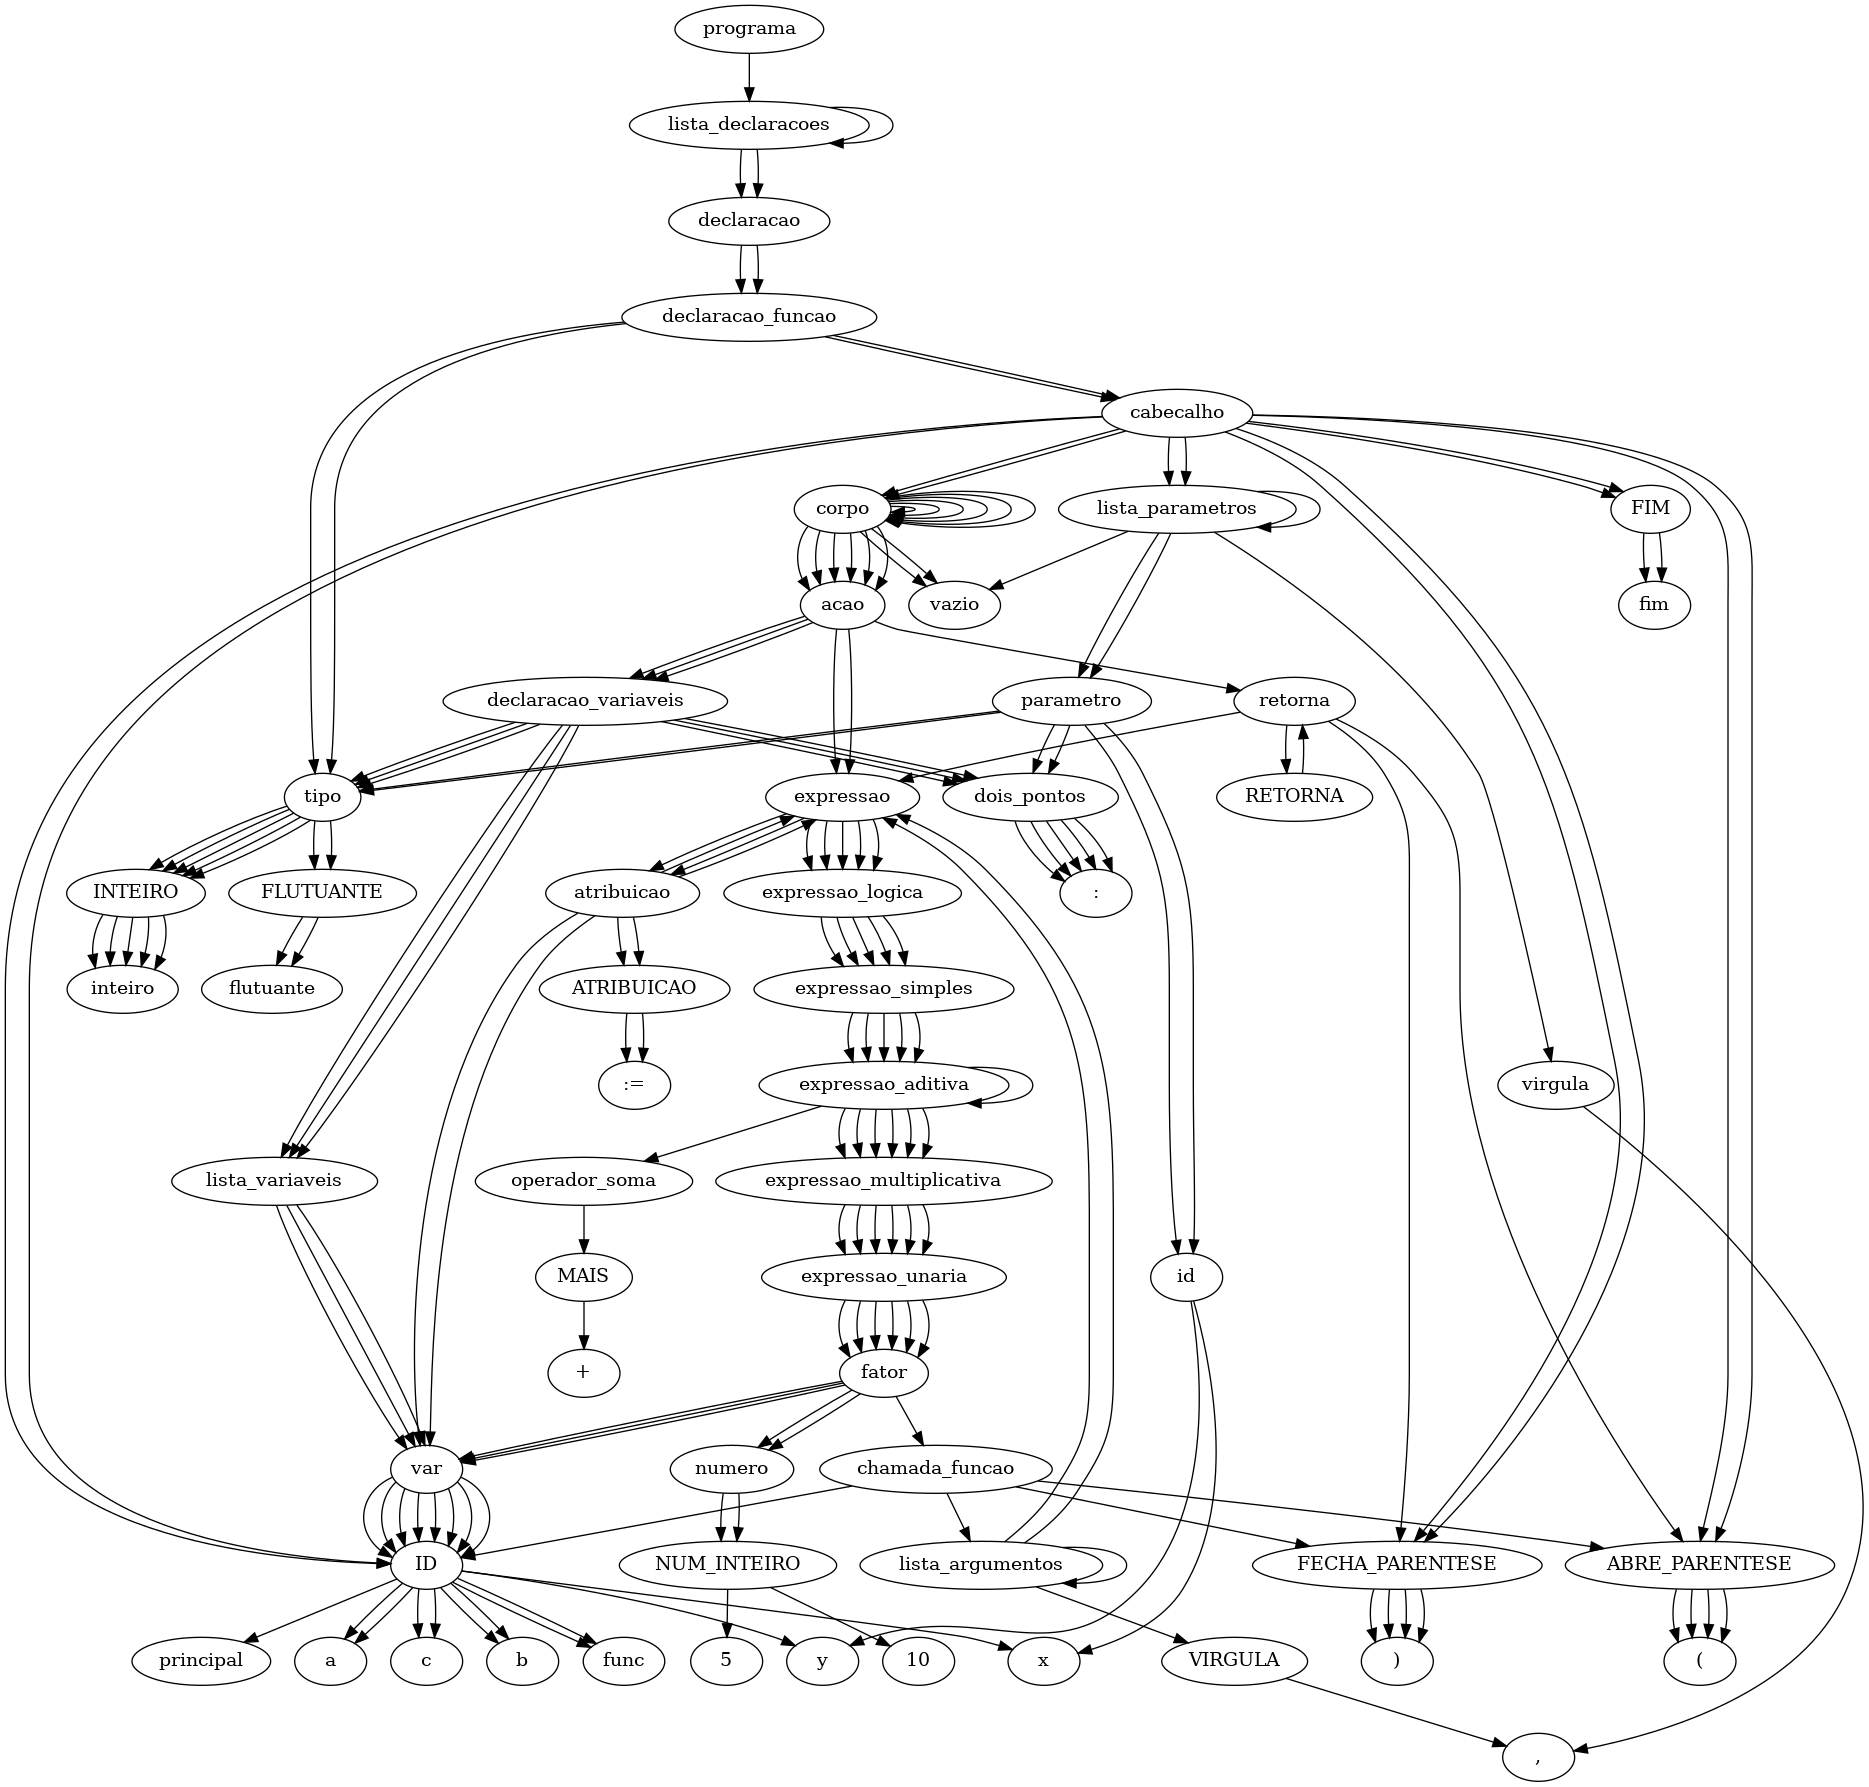 programa
lista_declaracoes
declaracao
declaracao_funcao
cabecalho
corpo
lista_parametros
FIM
acao
vazio
fim
declaracao_variaveis
parametro
retorna
tipo
expressao
dois_pontos
RETORNA
INTEIRO
FLUTUANTE
atribuicao
expressao_logica
:
inteiro
flutuante
ATRIBUICAO
expressao_simples
:=
expressao_aditiva
virgula
lista_variaveis
operador_soma
expressao_multiplicativa
MAIS
expressao_unaria
id
+
fator
var
numero
chamada_funcao
ID
NUM_INTEIRO
lista_argumentos
FECHA_PARENTESE
ABRE_PARENTESE
principal
a
c
b
func
5
y
10
x
VIRGULA
)
(
,